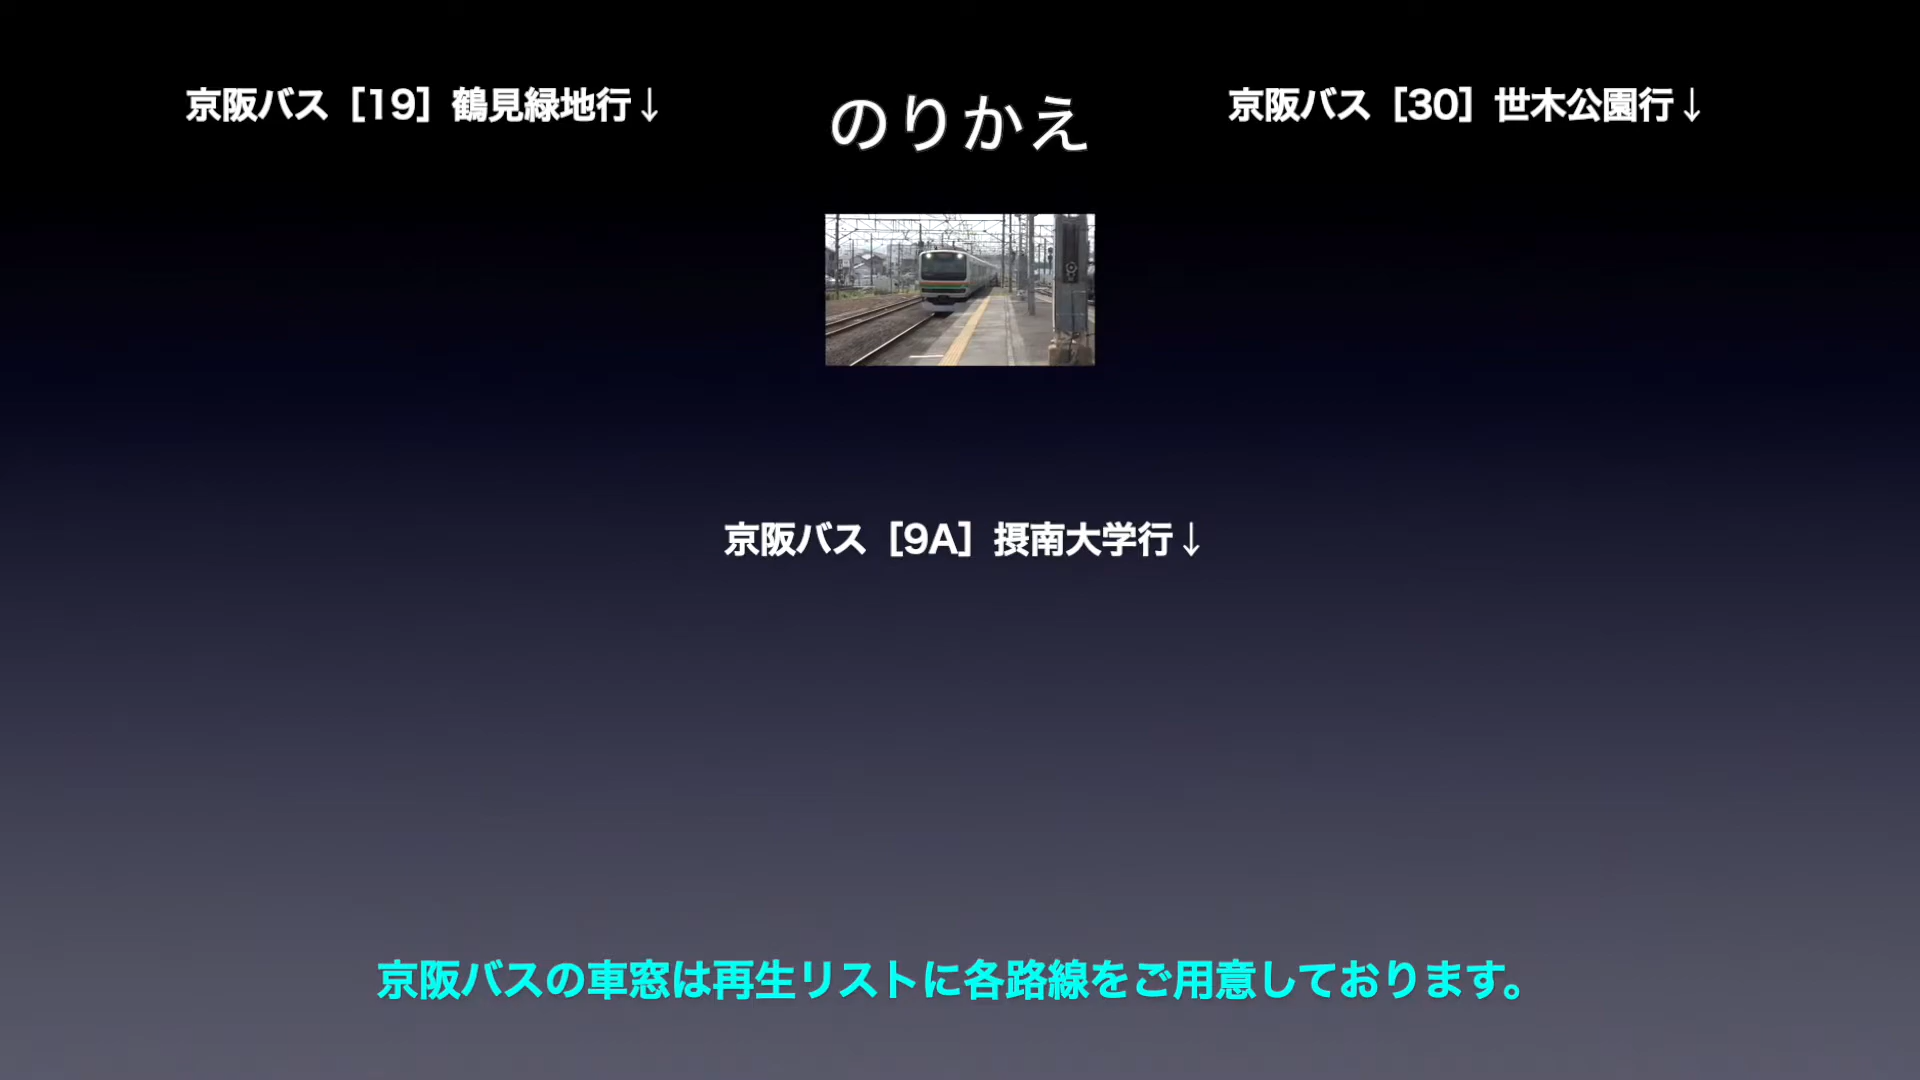 京阪バス［19］鶴見緑地行↓
のりかえ
京阪バス［30］世木公園行↓
京阪バス［9A］摂南大学行↓
京阪バスの車窓は再生リストに各路線をご用意しております。